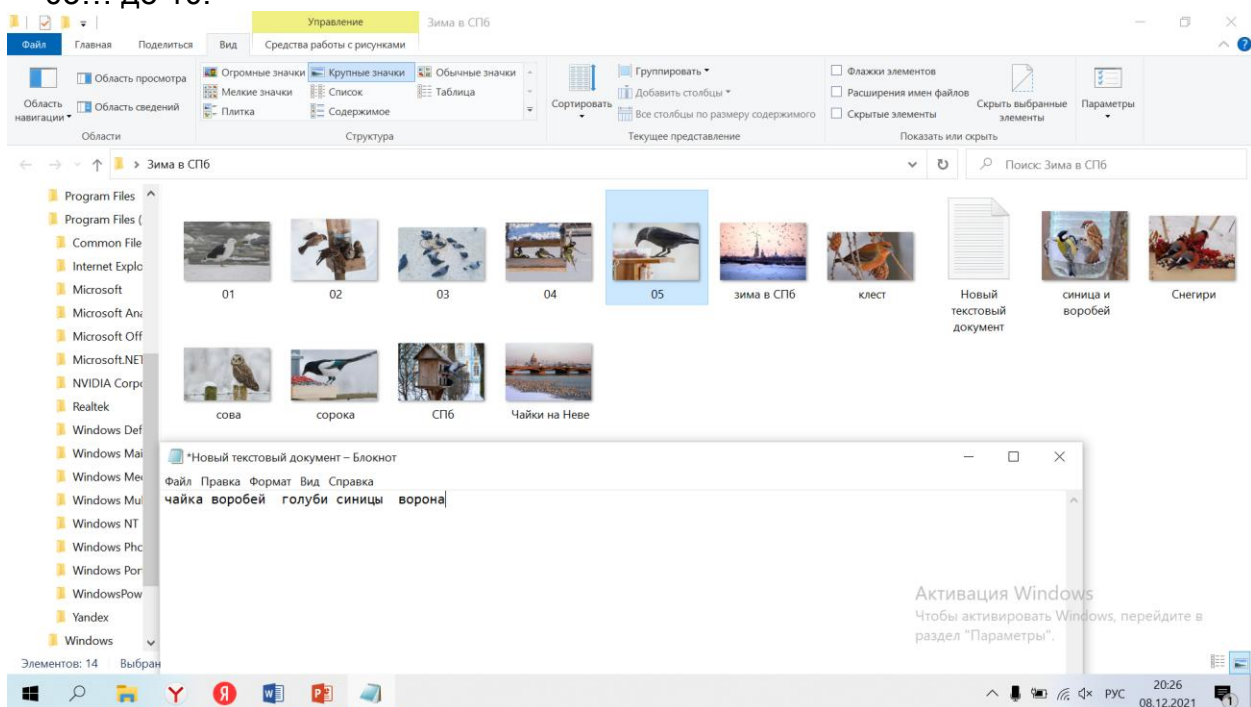 Управление
Зима в СПб
Файл Главная Поделиться Вид Средства работы с рисунками
Область навигации
Область просмотра
Область сведений
Области
Огромные значки Крупные значки Обычные значки
Мелкие значки Список Таблица
Плитка Содержимое
Структура
Сортировать
Группировать
Добавить столбцы
Все столбцы по размеру содержимого
Текущее представление
Флажки элементов
Расширения имен файлов
Скрытые элементы
Скрыть выбранные
элементы
Параметры
Показать или скрыть
Зима в СПб
Поиск: Зима в СПб
Program Files
Program Files (
Common File
Internet Explo
Microsoft
Microsoft Ana
Microsoft Off
Microsoft.NET
NVIDIA Corpo
Realtek
Windows Def
Windows Mai
Windows Med
Windows Mul
Windows NT
Windows Pho
Windows Por
WindowsPow
Yandex
Windows
01 02 03 04 05 зима в СПб клест Новый текстовый документ синица и воробей Снегири
сова сорока СПб Чайки на Неве
*Новый текстовый документ – Блокнот
Файл Правка Формат Вид Справка
чайка воробей голуби синицы ворона
Активация Windows
Чтобы активировать Windows, перейдите в
раздел "Параметры".
Элементов: 14 Выбран
РУС
20:26
08.12.2021